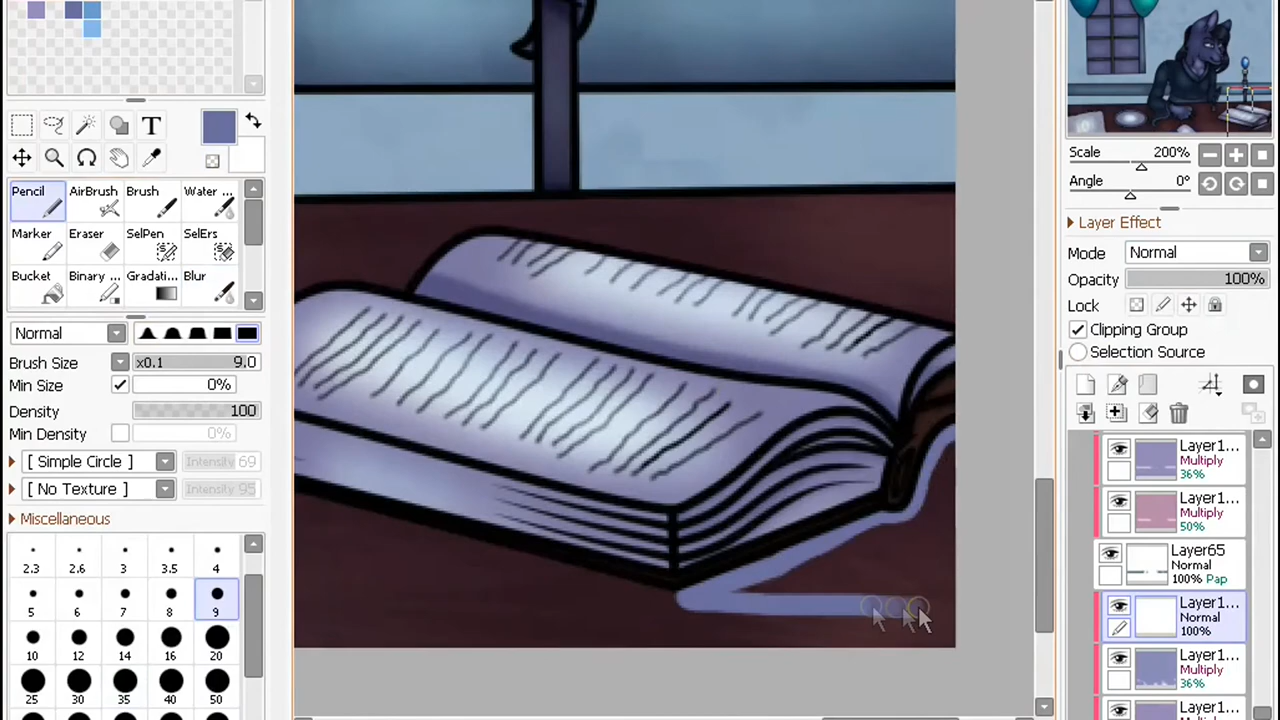 T
Pencil AirBrush Brush Water ...
Marker Eraser SelPen SelErs
Bucket Binary ... Gradati... Blur
Normal
Brush Size x0.1 9.0
Min Size 0%
Density 100
Min Density 0%
[ Simple Circle ] Intensity 69
[ No Texture ] Intensity 95
Miscellaneous
2.3 2.6 3 3.5 4
5 6 7 8 9
10 12 14 16 20
25 30 35 40 50
Scale 200%
Angle 0°
Layer Effect
Mode Normal
Opacity 100%
Lock
Clipping Group
Selection Source
Layer1...
Multiply
36%
Layer1...
Multiply
50%
Layer65
Normal
100% Pap
Layer1...
Normal
100%
Layer1...
Multiply
36%
Layer1...